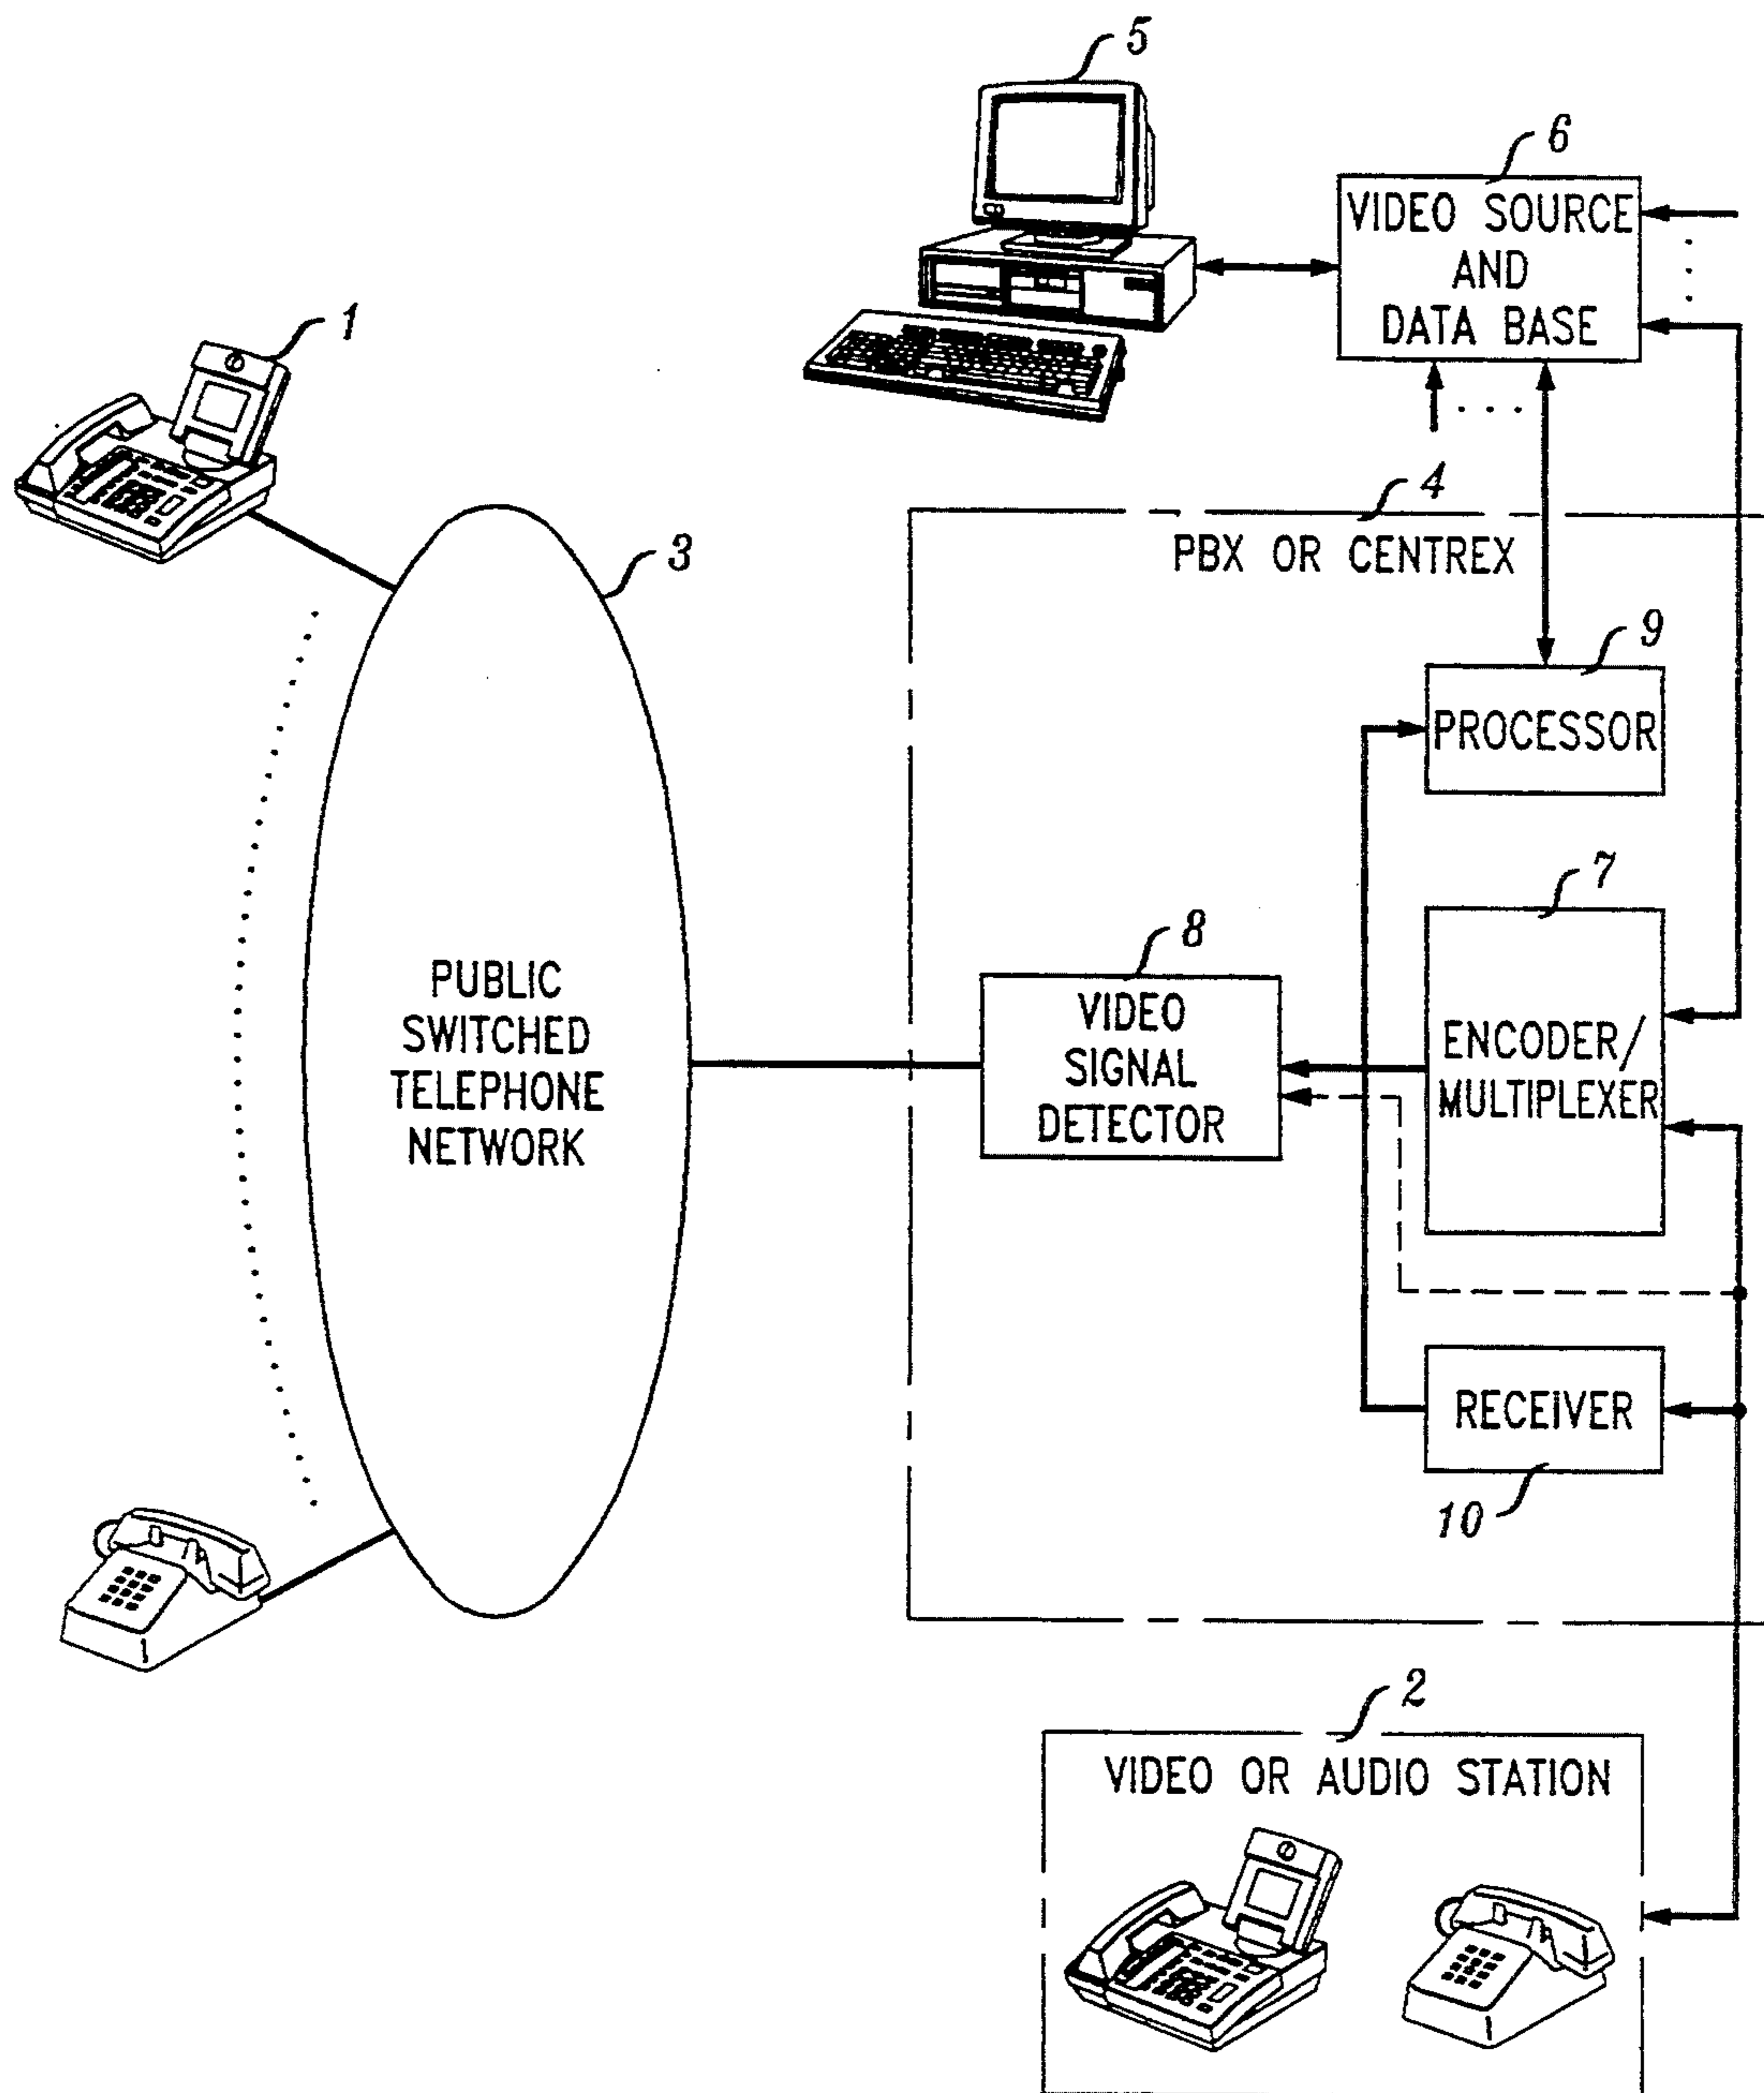 5
6
VIDEO SOURCE
AND
DATA BASE
1
4
PBX OR CENTREX
3
9
PROCESSOR
7
ENCODER/
MULTIPLEXER
8
VIDEO
SIGNAL
DETECTOR
PUBLIC
SWITCHED
TELEPHONE
NETWORK
RECEIVER
10
2
VIDEO OR AUDIO STATION